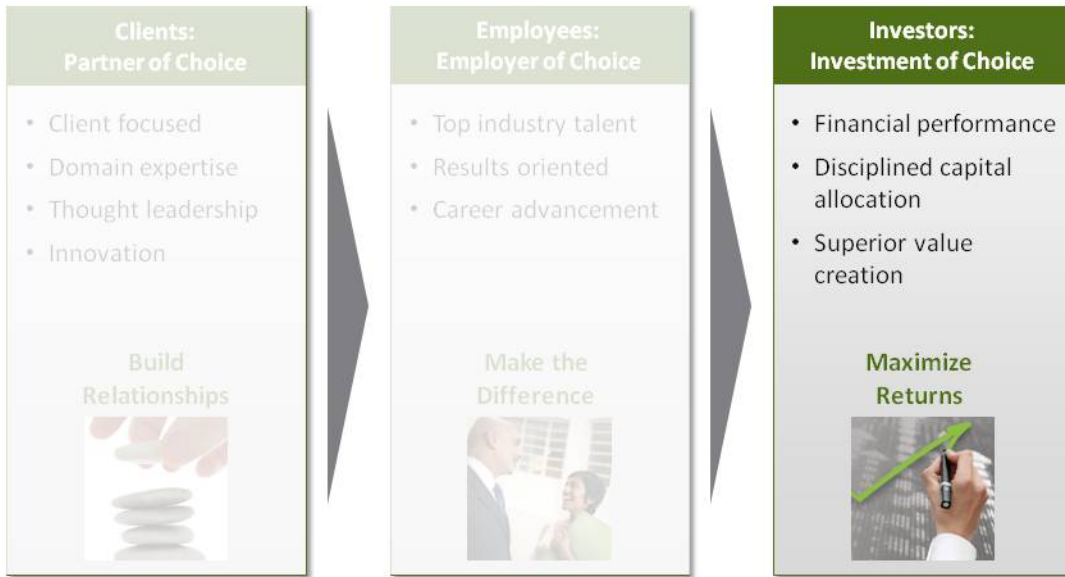 Clients:
Partner of Choice
• Client focused
• Domain expertise
• Thought leadership
• Innovation
Build
Relationships
Employees:
Employer of Choice
• Top industry talent
• Results oriented
• Career advancement
Make the
Difference
Investors:
Investment of Choice
• Financial performance
• Disciplined capital
allocation
• Superior value
creation
Maximize
Returns